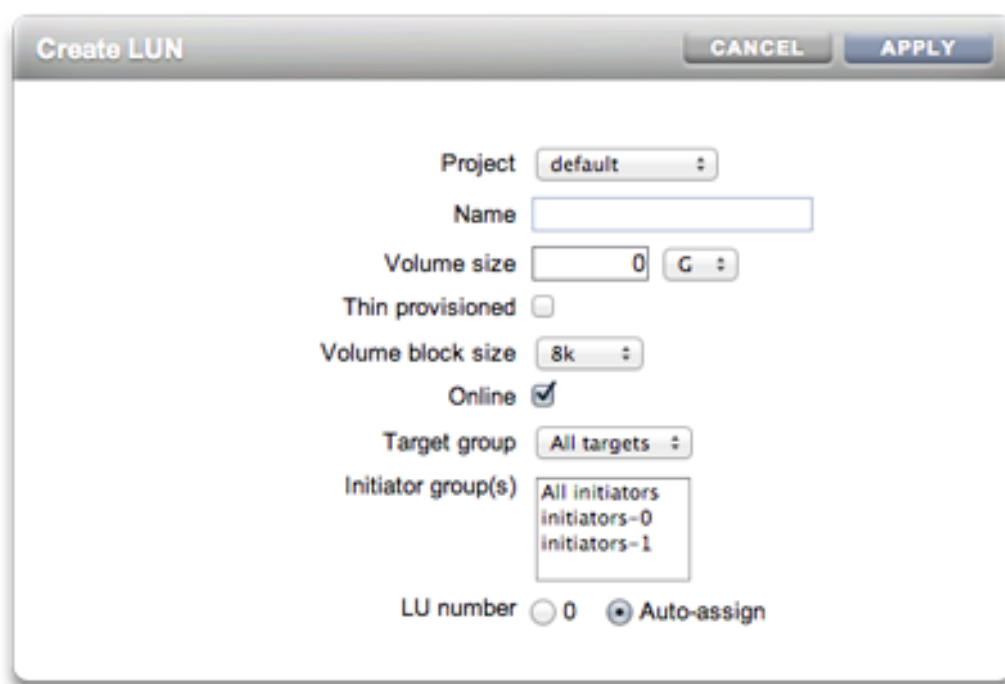 Create LUN CANCEL APPLY
Project default
Name
Volume size 0 G
Thin provisioned
Volume block size 8k
Online
Target group All targets
Initiator group(s) All initiators
initiators-0
initiators-1
LU number 0 Auto-assign